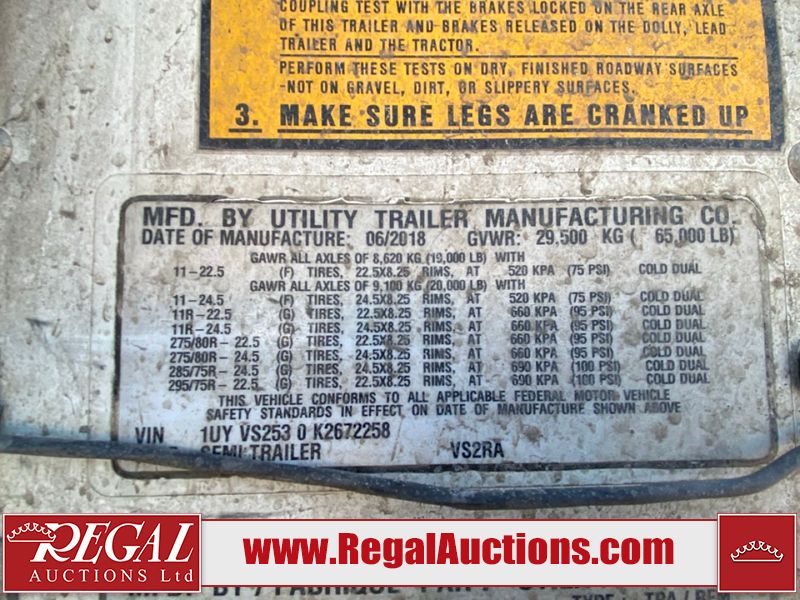 COUPLING TEST WITH THE BRAKES LOCKED ON THE REAR AXLE
OF THIS TRAILER AND BRAKES RELEASED ON THE DOLLY, LEAD
TRAILER AND THE TRACTOR.
PERFORM THESE TESTS ON DRY, FINISHED ROADWAY SURFACES
-NOT ON GRAVEL, DIRT, OR SLIPPERY SURFACES.
3. MAKE SURE LEGS ARE CRANKED UP
MFD. BY UTILITY TRAILER MANUFACTURING CO.
DATE OF MANUFACTURE: 06/2018 GVWR: 29,500 KG ( 65,000 LB)
GAWR ALL AXLES OF 8,620 KG (19,000 LB) WITH
11-22.5 (F) TIRES, 22.5X8.25 RIMS, AT 520 KPA (75 PSI) COLD DUAL
GAWR ALL AXLES OF 9,100 KG (20,000 LB) WITH
11-24.5 (F) TIRES, 24.5X8.25 RIMS, AT 520 KPA (75 PSI) COLD DUAL
11R-22.5 (G) TIRES, 22.5X8.25 RIMS, AT 660 KPA (95 PSI) COLD DUAL
11R-24.5 (G) TIRES, 24.5X8.25 RIMS, AT 660 KPA (95 PSI) COLD DUAL
275/80R-22.5 (G) TIRES, 22.5X8.25 RIMS, AT 660 KPA (95 PSI) COLD DUAL
275/80R-24.5 (G) TIRES, 24.5X8.25 RIMS, AT 660 KPA (95 PSI) COLD DUAL
285/75R-24.5 (G) TIRES, 24.5X8.25 RIMS, AT 690 KPA (100 PSI) COLD DUAL
295/75R-22.5 (G) TIRES, 22.5X8.25 RIMS, AT 690 KPA (100 PSI) COLD DUAL
THIS VEHICLE CONFORMS TO ALL APPLICABLE FEDERAL MOTOR VEHICLE
SAFETY STANDARDS IN EFFECT ON DATE OF MANUFACTURE SHOWN ABOVE
VIN 1UY VS253 0 K2672258
SEMI TRAILER VS2RA
REGAL
AUCTIONS Ltd
www.RegalAuctions.com